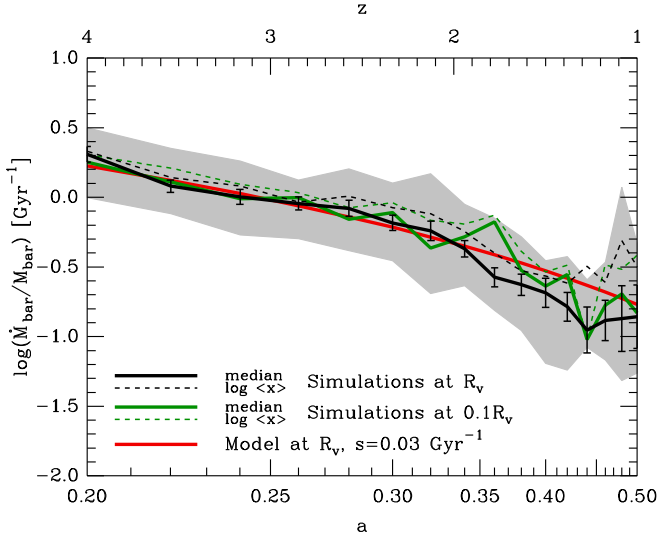 z
4 3 2 1
1.0
0.5
0.0
−0.5
−1.0
−1.5
−2.0
log(Ṁbar/Mbar) [Gyr−1]
median
log <x> Simulations at Rv
median
log <x> Simulations at 0.1Rv
Model at Rv, s=0.03 Gyr−1
0.20 0.25 0.30 0.35 0.40 0.50
a